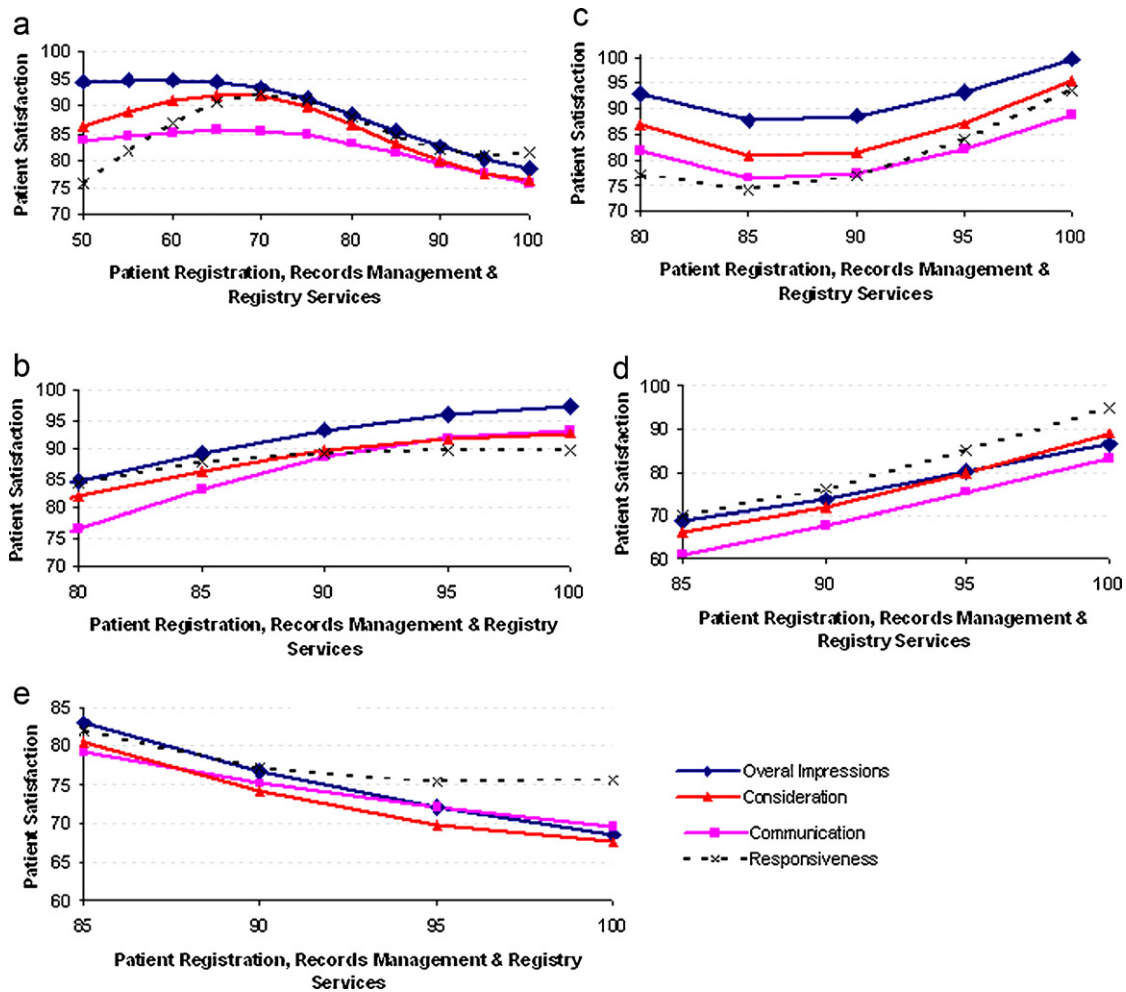 a
Patient Satisfaction
100
95
90
85
80
75
70
50 60 70 80 90 100
Patient Registration, Records Management &
Registry Services
c
Patient Satisfaction
100
95
90
85
80
75
70
80 85 90 95 100
Patient Registration, Records Management &
Registry Services
b
Patient Satisfaction
100
95
90
85
80
75
70
80 85 90 95 100
Patient Registration, Records Management & Registry
Services
d
Patient Satisfaction
100
90
80
70
60
85 90 95 100
Patient Registration, Records Management &
Registry Services
e
Patient Satisfaction
85
80
75
70
65
60
85 90 95 100
Patient Registration, Records Management & Registry
Services
Overal Impressions
Consideration
Communication
Responsiveness